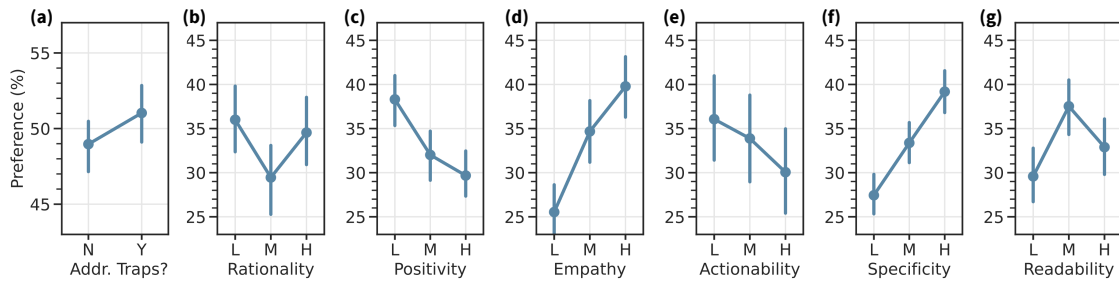 (a) (b) (c) (d) (e) (f) (g)
Preference (%)
55
50
45
N Y
Addr. Traps?
45
40
35
30
25
L M H
Rationality
45
40
35
30
25
L M H
Positivity
45
40
35
30
25
L M H
Empathy
45
40
35
30
25
L M H
Actionability
45
40
35
30
25
L M H
Specificity
45
40
35
30
25
L M H
Readability